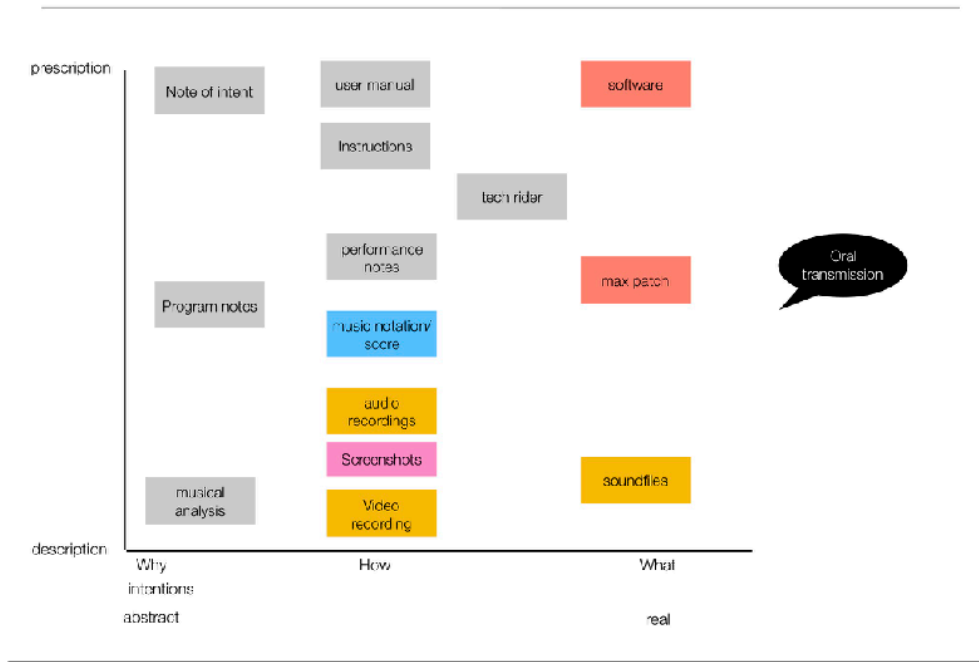 prescription
Note of intent
user manual
software
Instructions
tech rider
performance
notes
Oral
transmission
max patch
Program notes
music notation/
score
audio
recordings
Screenshots
soundfiles
musical
analysis
Video
recording
description
Why
How
What
intentions
abstract
real